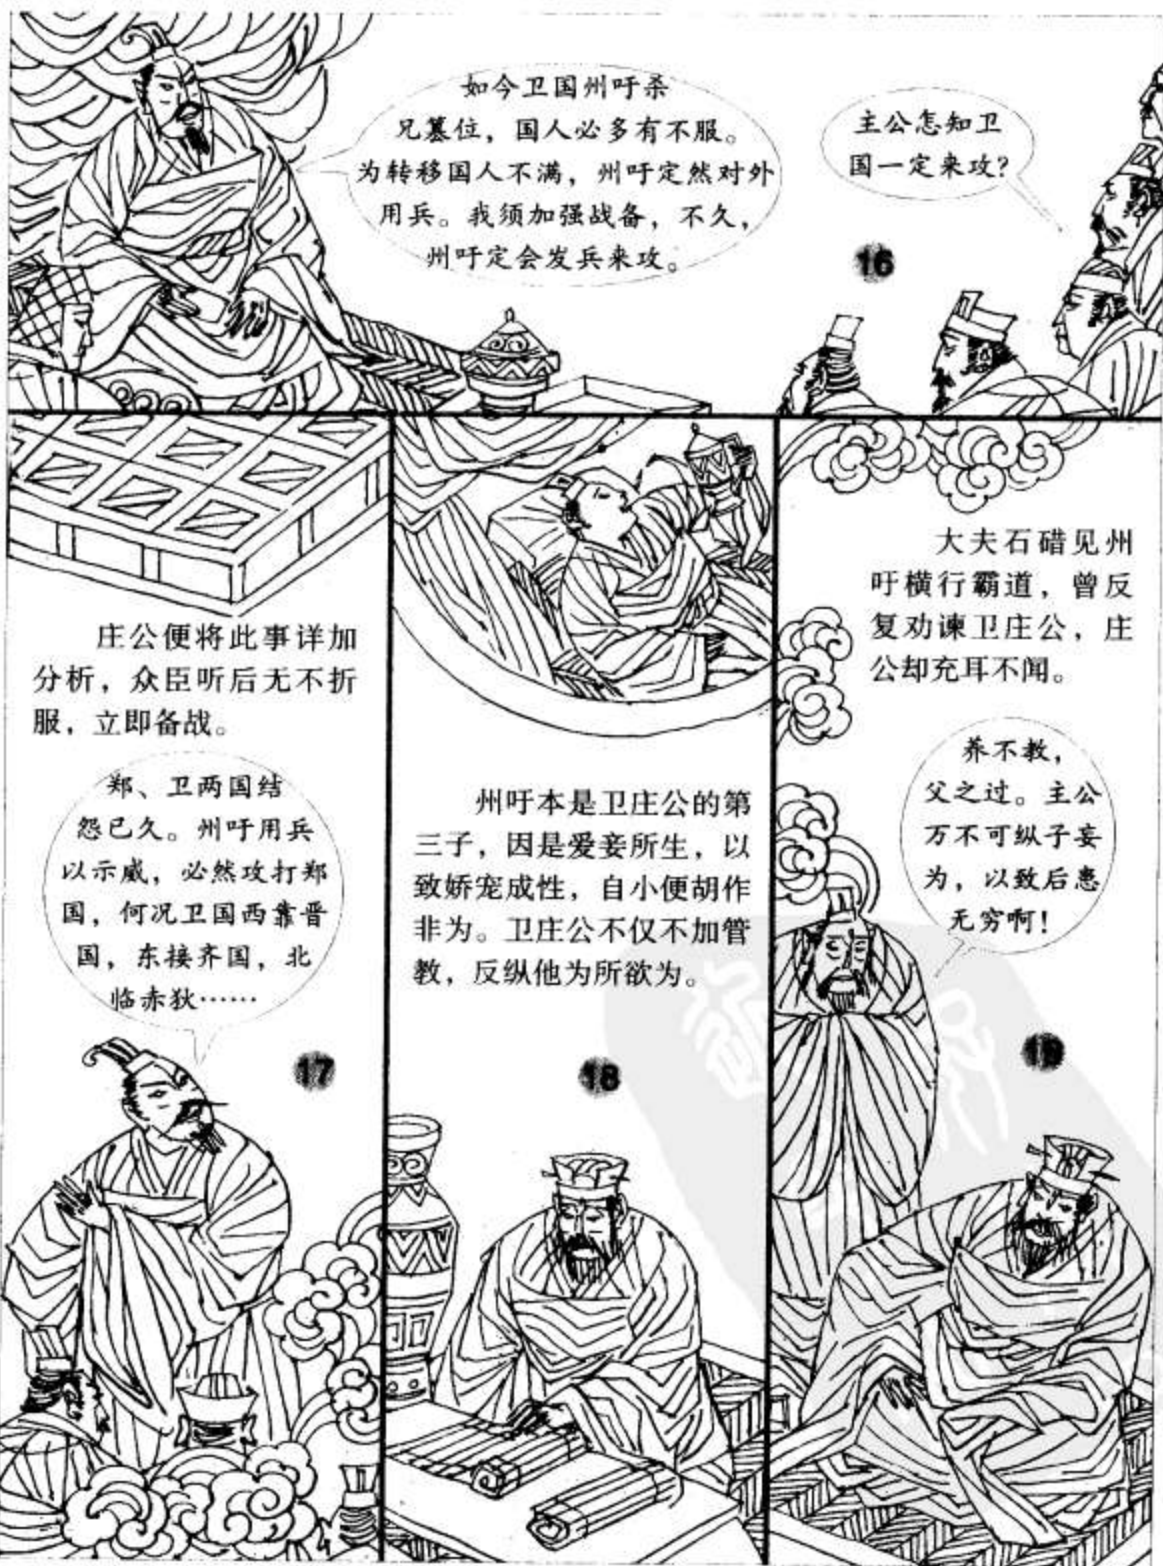 主公怎知卫
国一定来攻？
如今卫国州吁杀
兄篡位，国人必多有不服。
为转移国人不满，州吁定然对外
用兵。我须加强战备，不久，
州吁定会发兵来攻。
16
庄公便将此事详加
分析，众臣听后无不折
服，立即备战。
郑、卫两国结
怨已久。州吁用兵
以示威，必然攻打郑
国，何况卫国西靠晋
国，东接齐国，北
临赤狄……
17
州吁本是卫庄公的第
三子，因是爱妾所生，以
致娇宠成性，自小便胡作
非为。卫庄公不仅不加管
教，反纵他为所欲为。
18
大夫石碏见州
吁横行霸道，曾反
复劝谏卫庄公，庄
公却充耳不闻。
养不教，
父之过。主公
万不可纵子妄
为，以致后患
无穷啊！
19